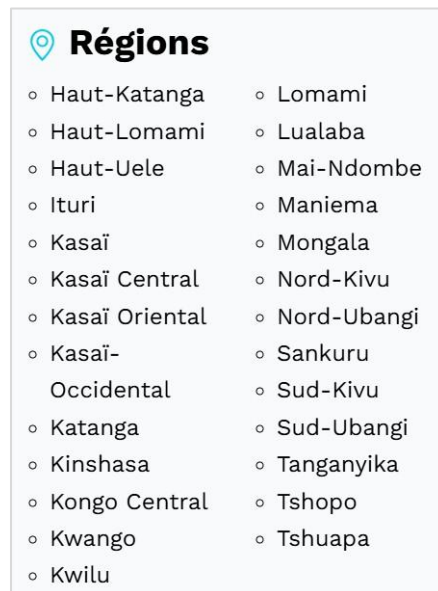 Régions
Haut-Katanga
Haut-Lomami
Haut-Uele
Ituri
Kasaï
Kasaï Central
Kasaï Oriental
Kasaï-
Occidental
Katanga
Kinshasa
Kongo Central
Kwango
Kwilu
Lomami
Lualaba
Mai-Ndombe
Maniema
Mongala
Nord-Kivu
Nord-Ubangi
Sankuru
Sud-Kivu
Sud-Ubangi
Tanganyika
Tshopo
Tshuapa